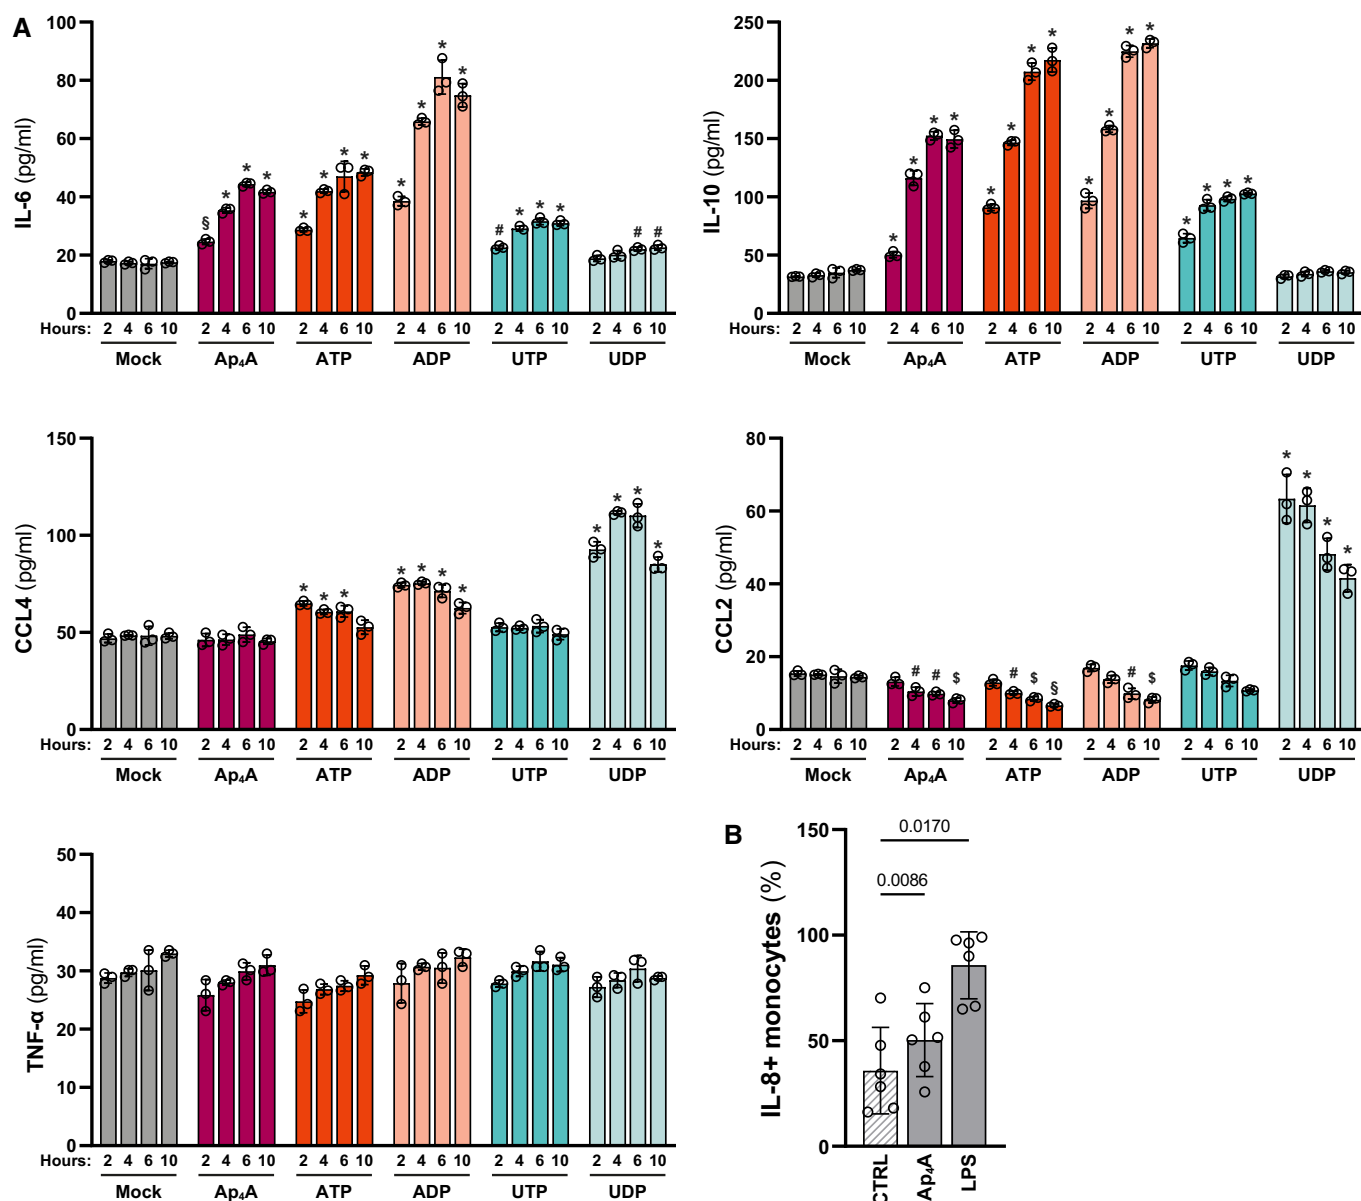 A
IL-6 (pg/ml)
100
80
60
40
20
0
* * * * * * * * * * * *
§ # * * * # #
Hours: 2 4 6 10 2 4 6 10 2 4 6 10 2 4 6 10 2 4 6 10 2 4 6 10
Mock Ap₄A ATP ADP UTP UDP
IL-10 (pg/ml)
250
200
150
100
50
0
* * * * * * * * * * * * * * * *
2 4 6 10 2 4 6 10 2 4 6 10 2 4 6 10 2 4 6 10 2 4 6 10
Mock Ap₄A ATP ADP UTP UDP
CCL4 (pg/ml)
150
100
50
0
* * * * * * * * * * *
Hours: 2 4 6 10 2 4 6 10 2 4 6 10 2 4 6 10 2 4 6 10 2 4 6 10
Mock Ap₄A ATP ADP UTP UDP
CCL2 (pg/ml)
80
60
40
20
0
# # $ # $ § # $ * * * *
Hours: 2 4 6 10 2 4 6 10 2 4 6 10 2 4 6 10 2 4 6 10 2 4 6 10
Mock Ap₄A ATP ADP UTP UDP
TNF-α (pg/ml)
50
40
30
20
10
0
Hours: 2 4 6 10 2 4 6 10 2 4 6 10 2 4 6 10 2 4 6 10 2 4 6 10
Mock Ap₄A ATP ADP UTP UDP
B
IL-8+ monocytes (%)
150
100
50
0
0.0170
0.0086
CTRL
Ap₄A
LPS